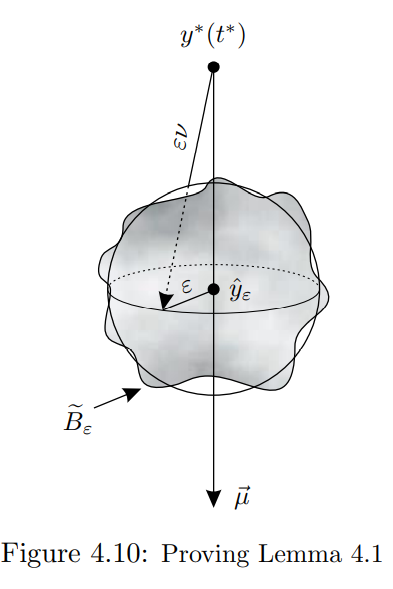 y*(t*)
εν
ε
ŷ_ε
B̃_ε
μ⃗
Figure 4.10: Proving Lemma 4.1